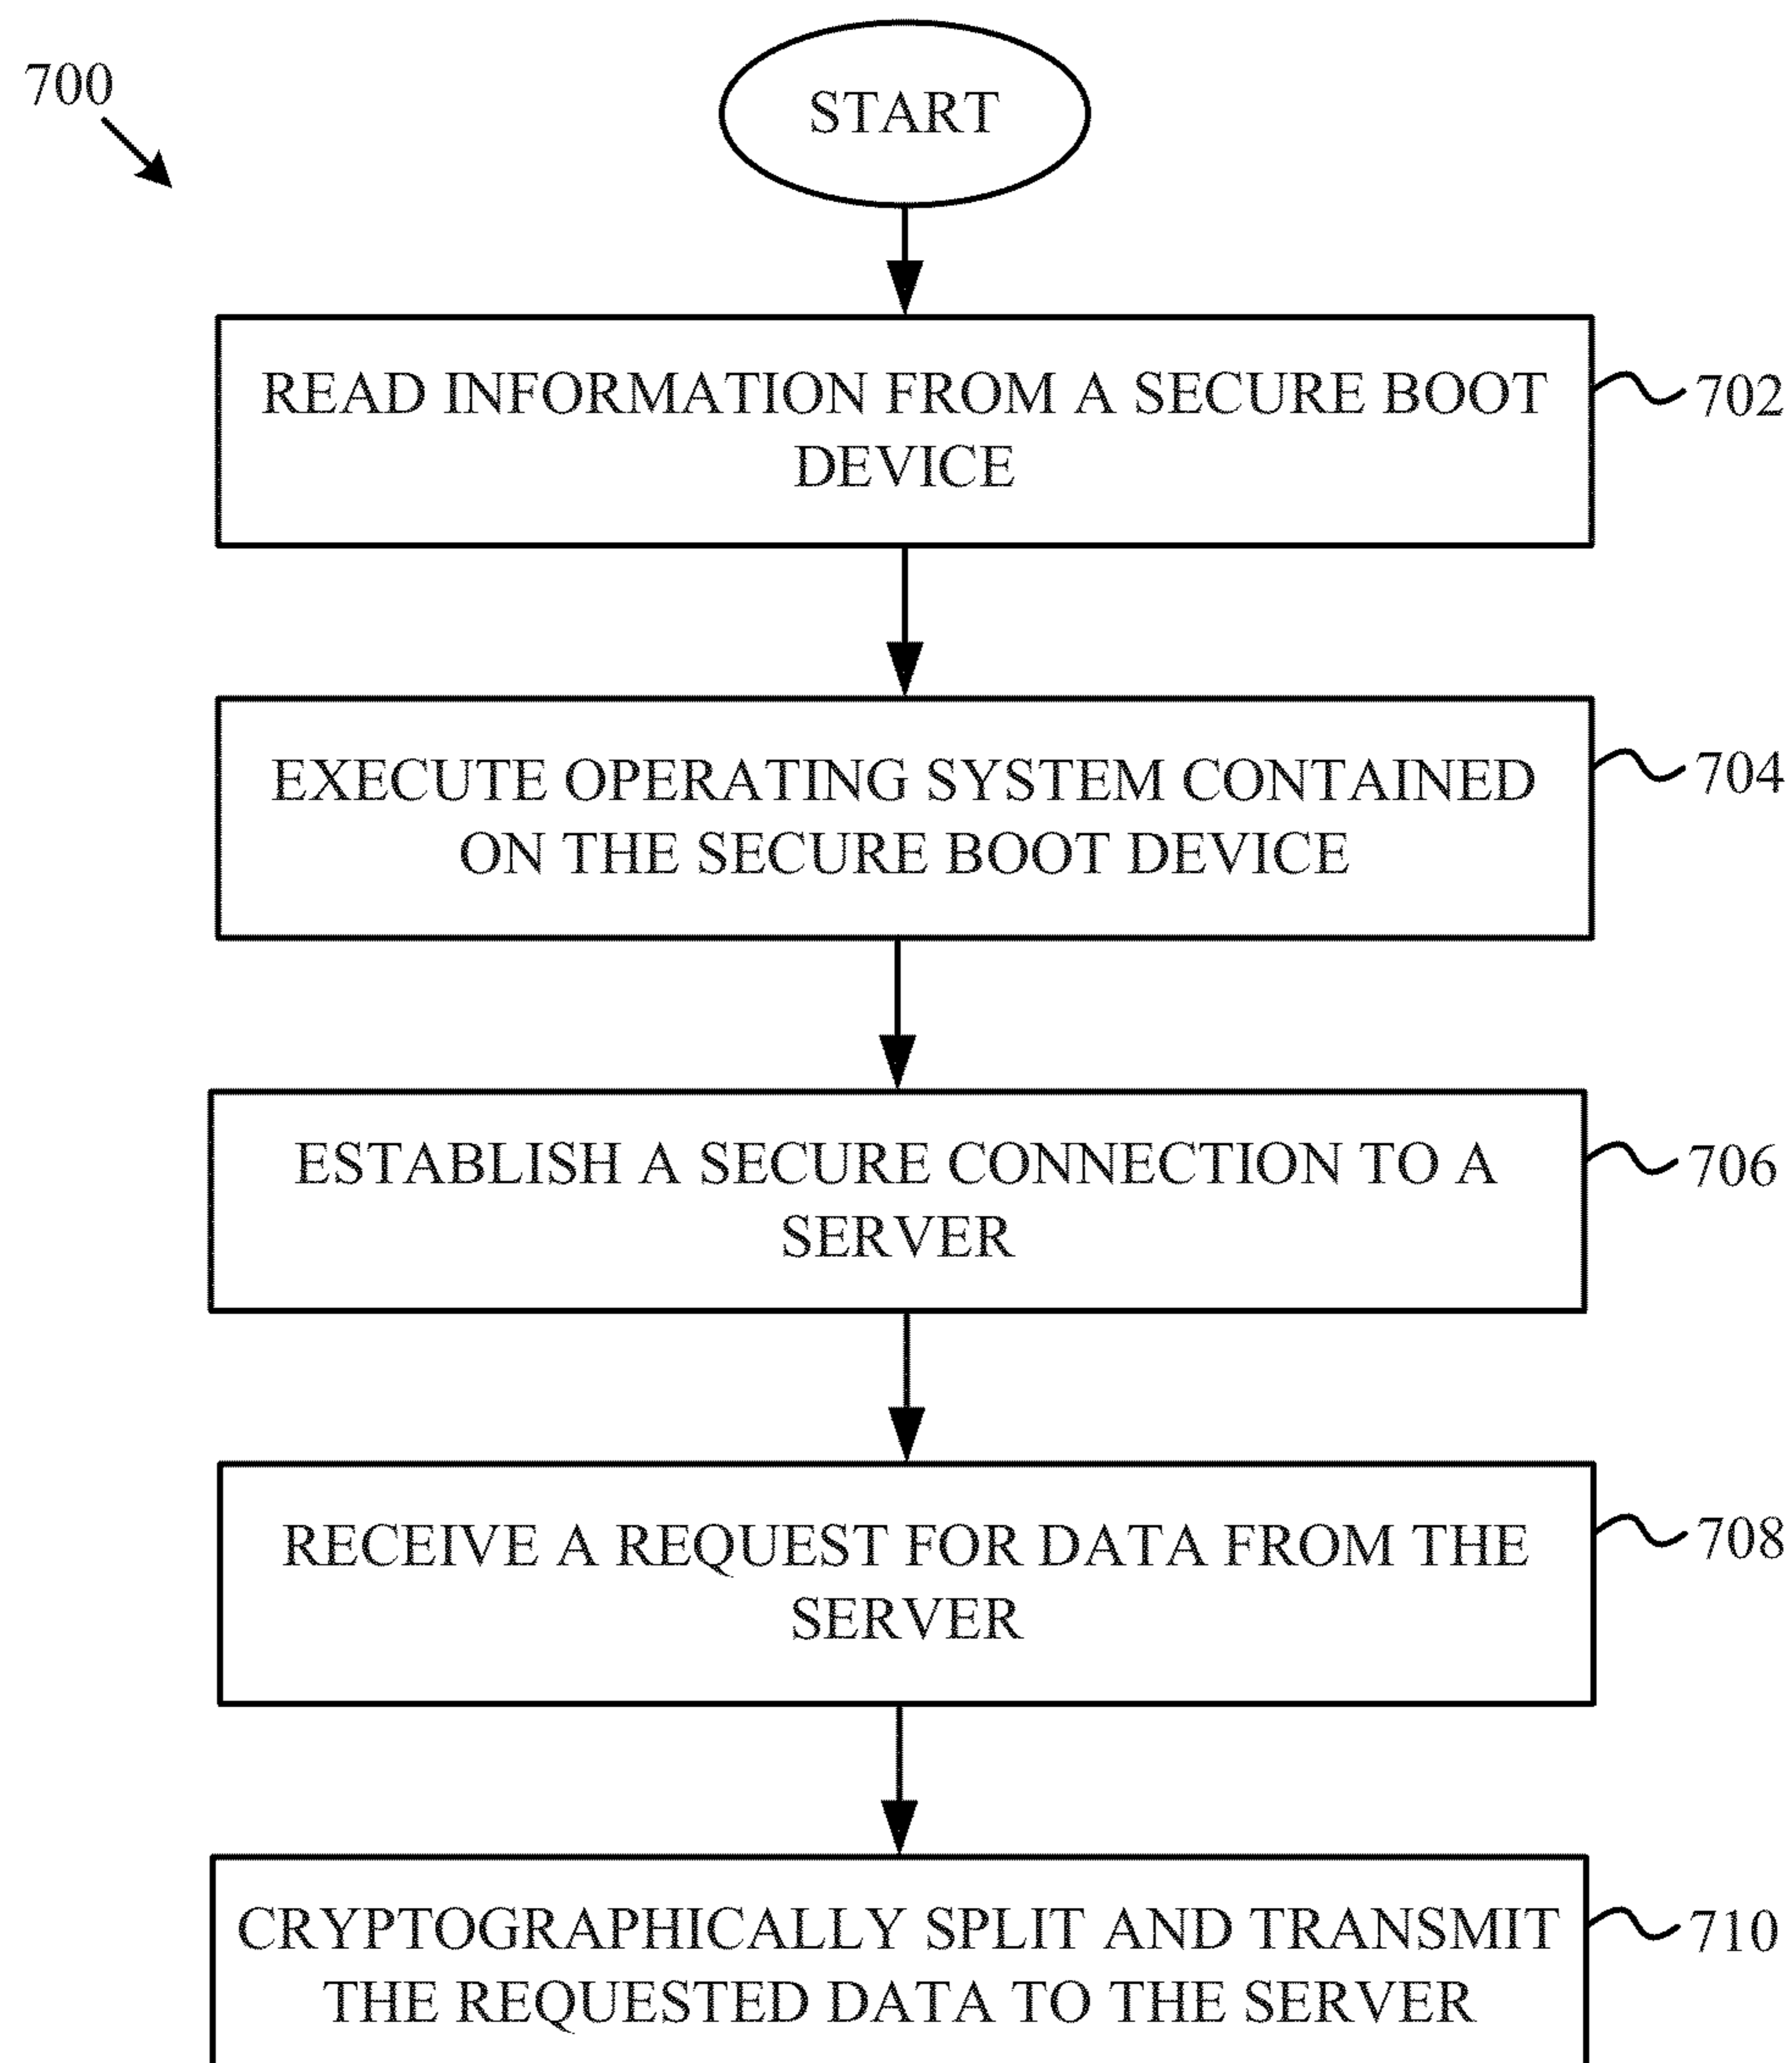 700
START
READ INFORMATION FROM A SECURE BOOT
DEVICE
702
EXECUTE OPERATING SYSTEM CONTAINED
ON THE SECURE BOOT DEVICE
704
ESTABLISH A SECURE CONNECTION TO A
SERVER
706
RECEIVE A REQUEST FOR DATA FROM THE
SERVER
708
CRYPTOGRAPHICALLY SPLIT AND TRANSMIT
THE REQUESTED DATA TO THE SERVER
710